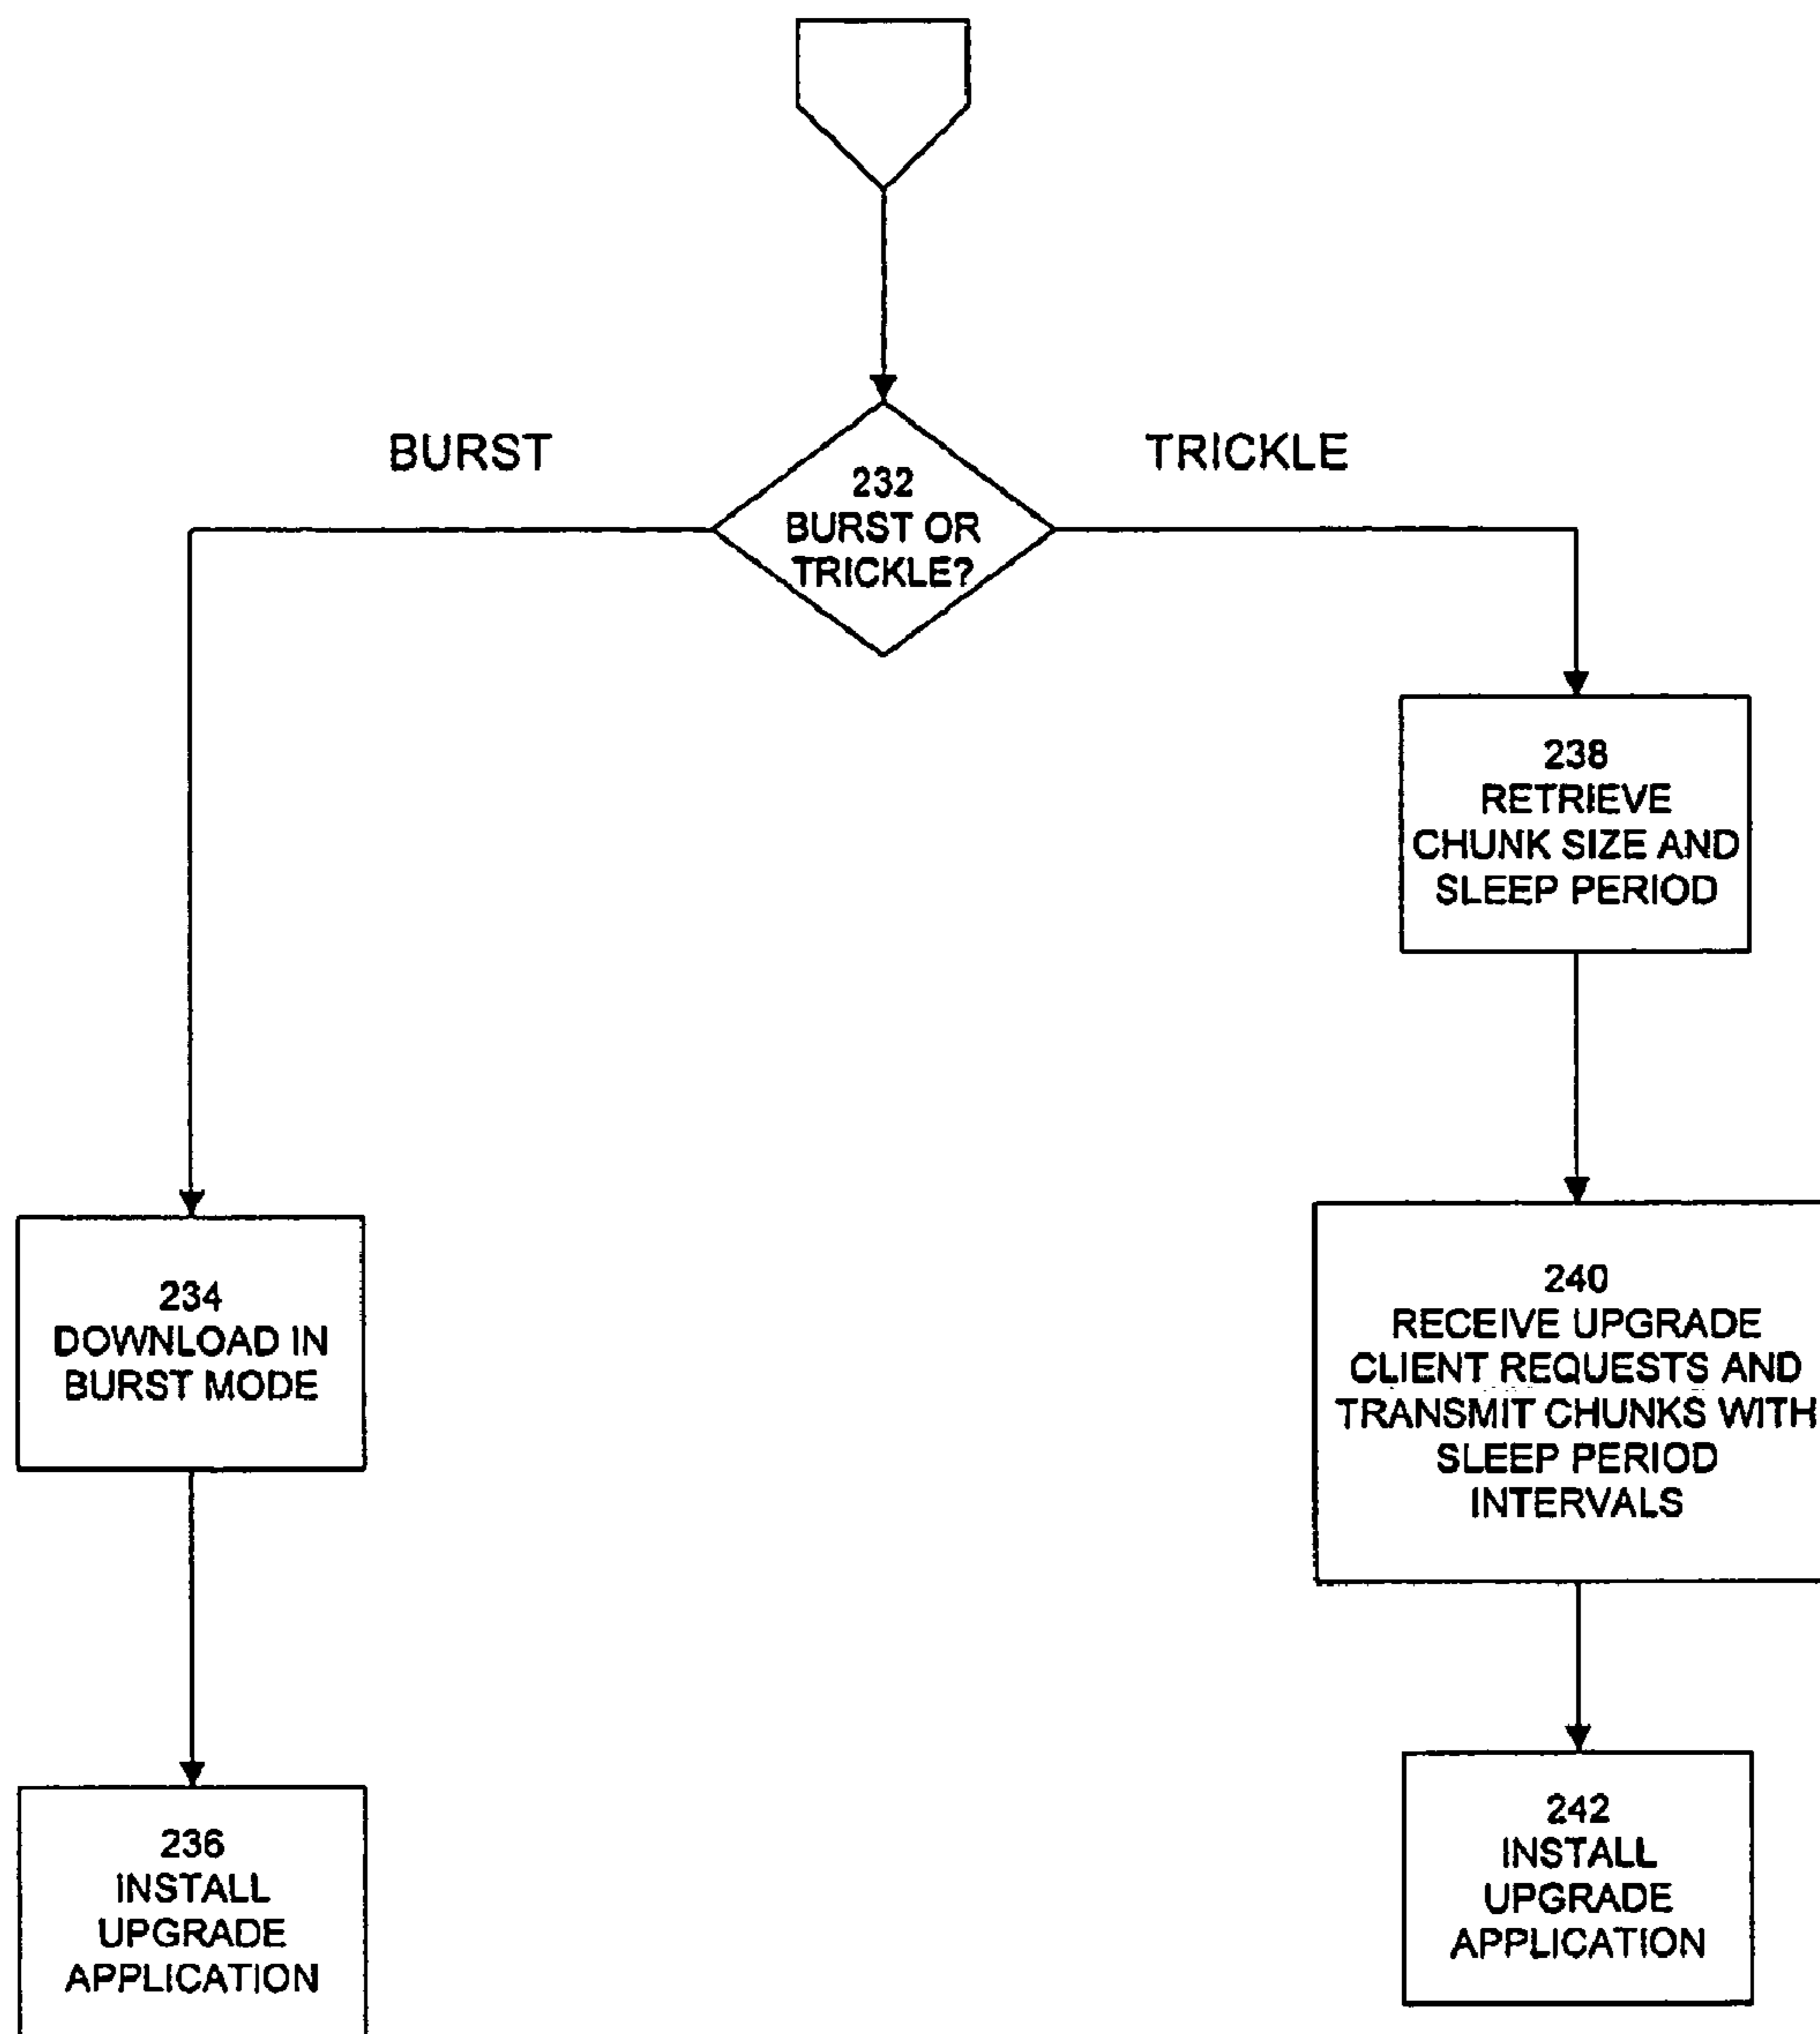 BURST
TRICKLE
232
BURST OR
TRICKLE?
238
RETRIEVE
CHUNK SIZE AND
SLEEP PERIOD
234
DOWNLOAD IN
BURST MODE
240
RECEIVE UPGRADE
CLIENT REQUESTS AND
TRANSMIT CHUNKS WITH
SLEEP PERIOD
INTERVALS
236
INSTALL
UPGRADE
APPLICATION
242
INSTALL
UPGRADE
APPLICATION